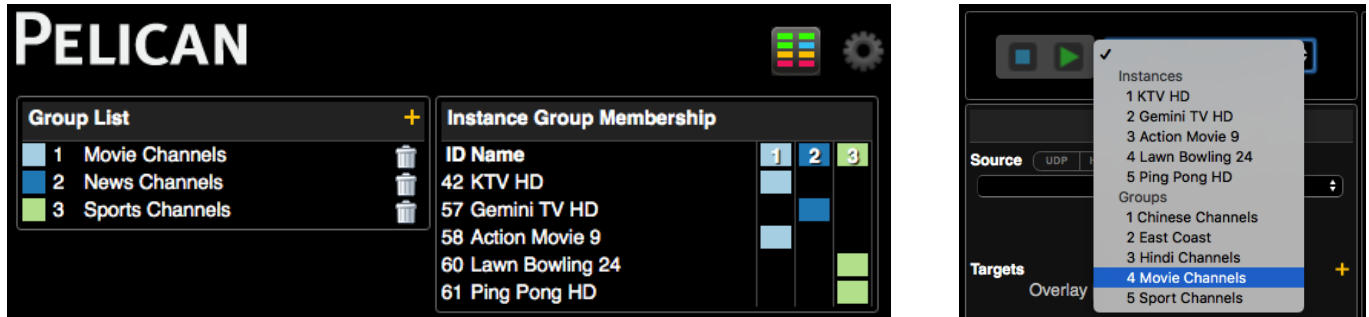 PELICAN
Group List +
1 Movie Channels
2 News Channels
3 Sports Channels
Instance Group Membership
ID Name 1 2 3
42 KTV HD
57 Gemini TV HD
58 Action Movie 9
60 Lawn Bowling 24
61 Ping Pong HD
✓
Instances
1 KTV HD
2 Gemini TV HD
3 Action Movie 9
4 Lawn Bowling 24
5 Ping Pong HD
Groups
1 Chinese Channels
2 East Coast
3 Hindi Channels
4 Movie Channels
5 Sport Channels
Source UDP
Targets +
Overlay